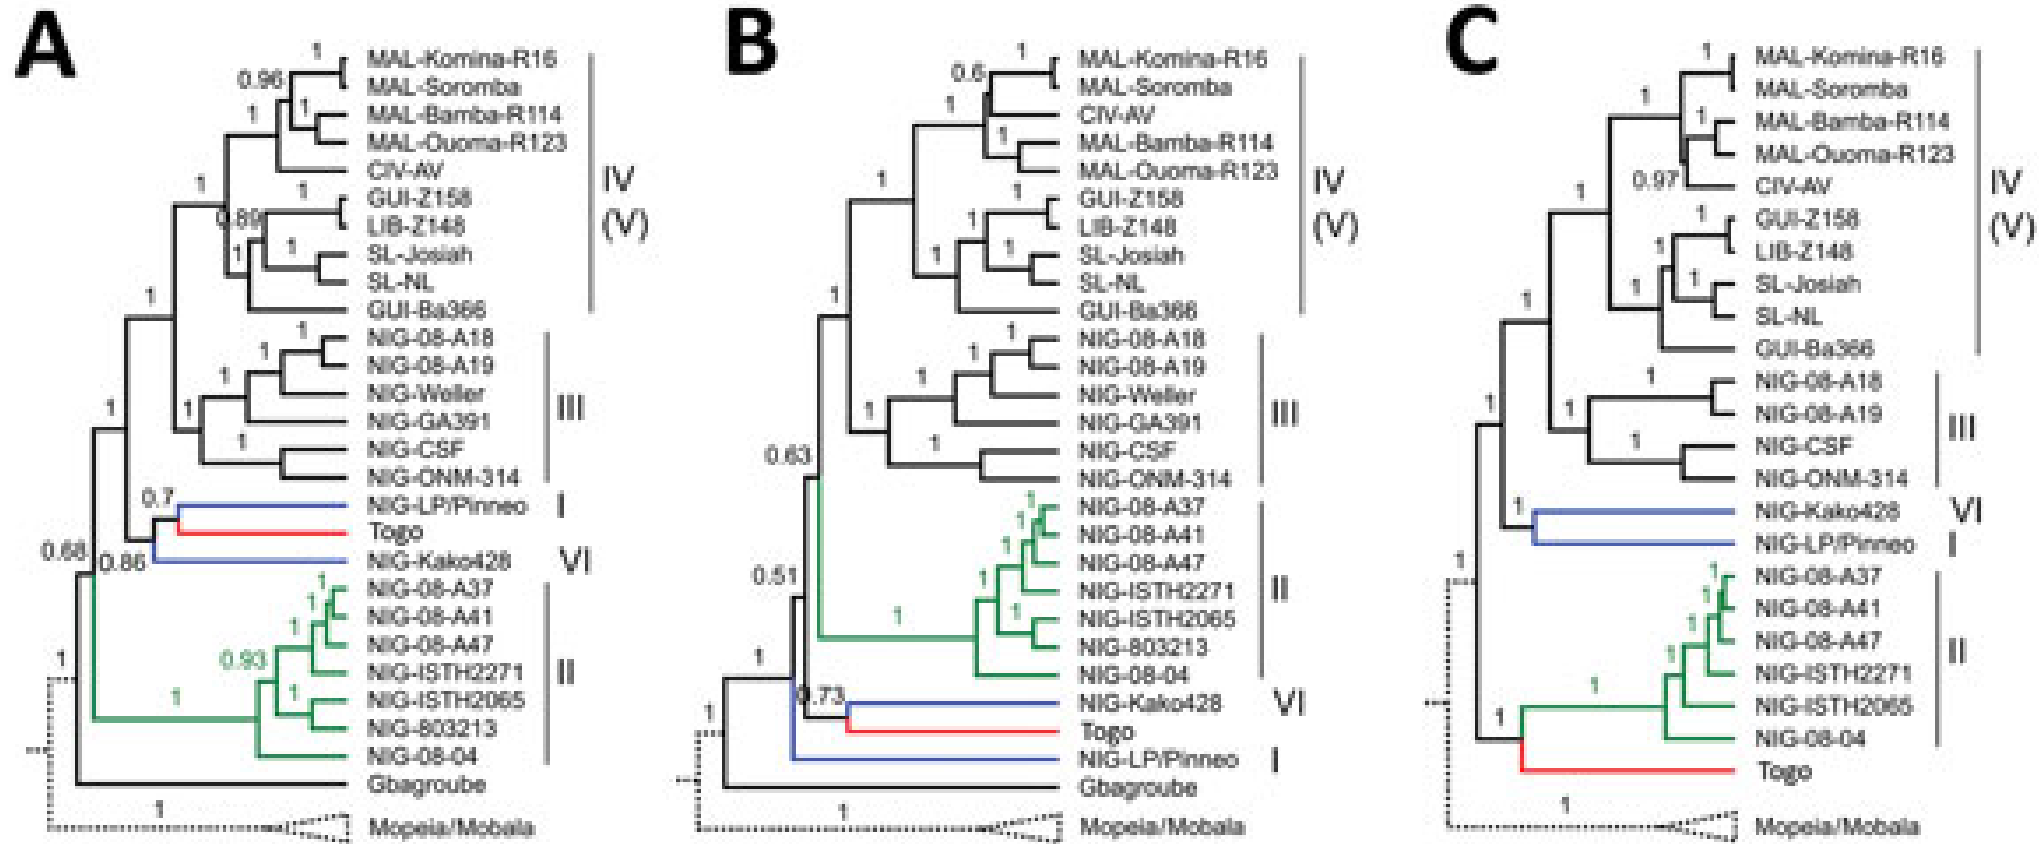 A
1
MAL-Komina-R16
0.96
MAL-Soromba
1
1
MAL-Bamba-R114
MAL-Ouoma-R123
CIV-AV
IV
(V)
1
GUI-Z158
1
0.89
LIB-Z148
1
1
SL-Josiah
SL-NL
GUI-Ba366
1
1
NIG-08-A18
1
NIG-08-A19
1
NIG-Weller
III
1
1
NIG-GA391
1
NIG-CSF
NIG-ONM-314
0.7
NIG-LP/Pinneo
I
Togo
0.68
0.86
NIG-Kako428
VI
1
NIG-08-A37
1
NIG-08-A41
1
NIG-08-A47
0.93
NIG-ISTH2271
II
1
1
1
NIG-ISTH2065
NIG-803213
NIG-08-04
Gbagroube
1
Mopeia/Mobala
B
1
MAL-Komina-R16
0.6
MAL-Soromba
1
CIV-AV
1
MAL-Bamba-R114
MAL-Ouoma-R123
IV
(V)
1
1
GUI-Z158
1
LIB-Z148
1
1
SL-Josiah
SL-NL
GUI-Ba366
1
1
NIG-08-A18
1
NIG-08-A19
1
NIG-Weller
III
1
NIG-GA391
0.63
1
NIG-CSF
NIG-ONM-314
1
NIG-08-A37
1
NIG-08-A41
1
NIG-08-A47
0.51
1
NIG-ISTH2271
II
1
1
NIG-ISTH2065
NIG-803213
NIG-08-04
1
0.73
NIG-Kako428
VI
1
Togo
NIG-LP/Pinneo
I
Gbagroube
1
Mopeia/Mobala
C
1
MAL-Komina-R16
MAL-Soromba
1
1
MAL-Bamba-R114
MAL-Ouoma-R123
0.97
CIV-AV
IV
(V)
1
1
GUI-Z158
1
LIB-Z148
1
1
SL-Josiah
SL-NL
1
GUI-Ba366
1
NIG-08-A18
1
1
NIG-08-A19
III
1
NIG-CSF
NIG-ONM-314
1
NIG-Kako428
VI
NIG-LP/Pinneo
I
1
1
NIG-08-A37
1
NIG-08-A41
1
NIG-08-A47
II
1
NIG-ISTH2271
1
NIG-ISTH2065
1
NIG-08-04
Togo
1
Mopeia/Mobala